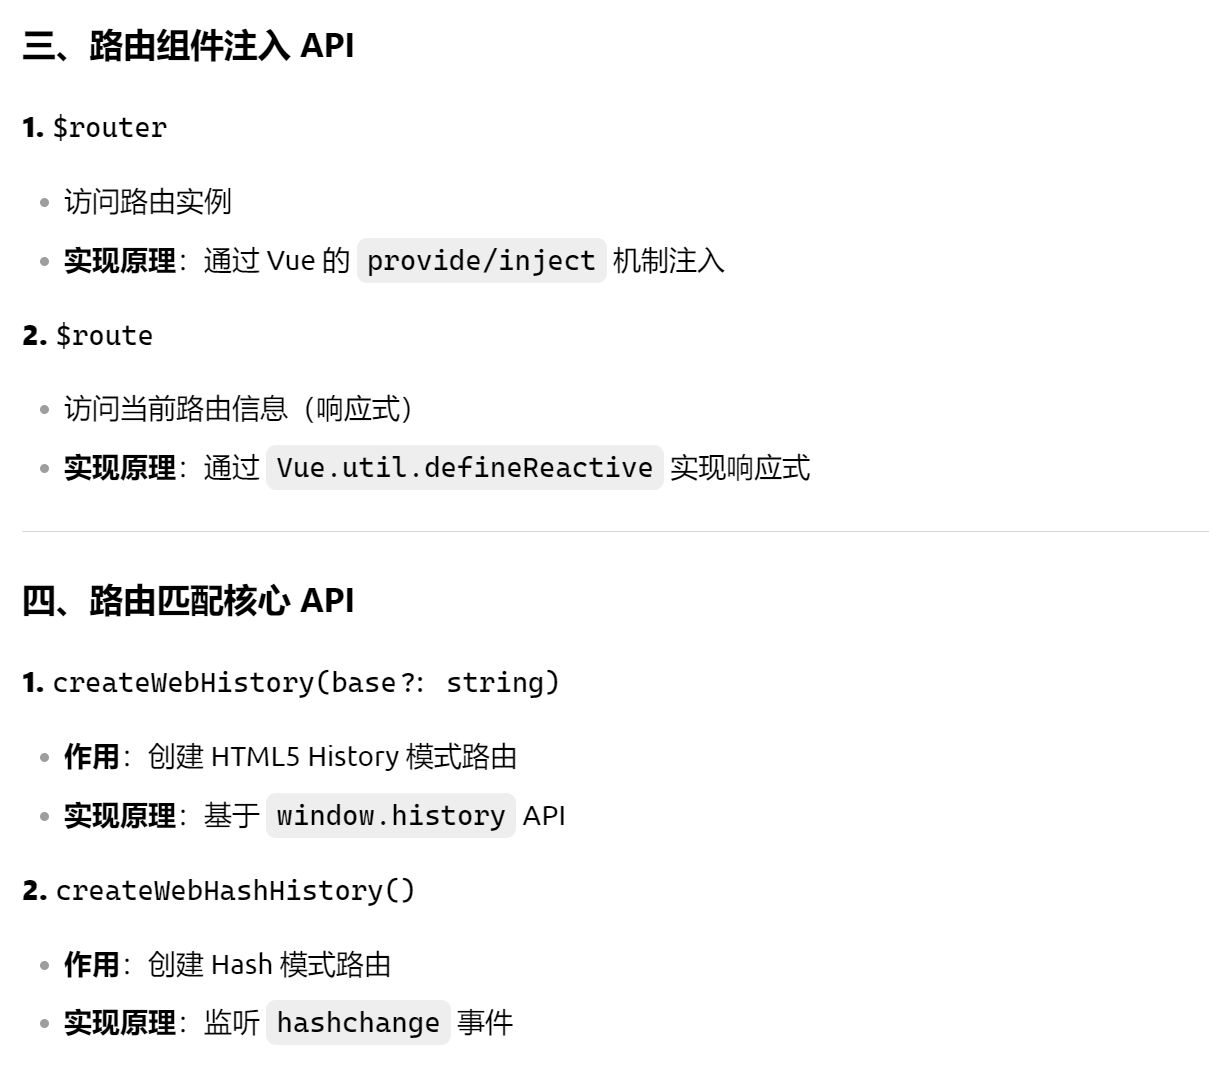 三、路由组件注入 API
1. $router
• 访问路由实例
• 实现原理：通过 Vue 的 provide/inject 机制注入
2. $route
• 访问当前路由信息（响应式）
• 实现原理：通过 Vue.util.defineReactive 实现响应式
四、路由匹配核心 API
1. createWebHistory(base?: string)
• 作用：创建 HTML5 History 模式路由
• 实现原理：基于 window.history API
2. createWebHashHistory()
• 作用：创建 Hash 模式路由
• 实现原理：监听 hashchange 事件